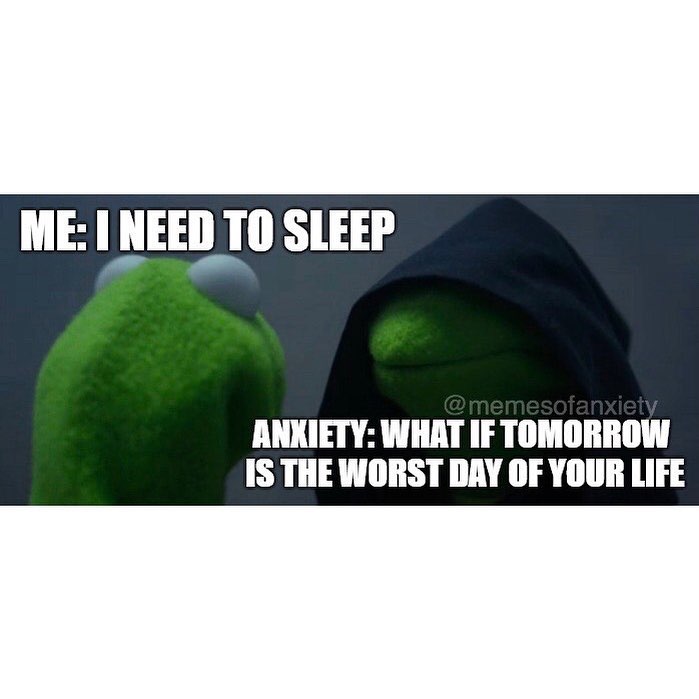 ME: I NEED TO SLEEP
@memesofanxiety
ANXIETY: WHAT IF TOMORROW
IS THE WORST DAY OF YOUR LIFE